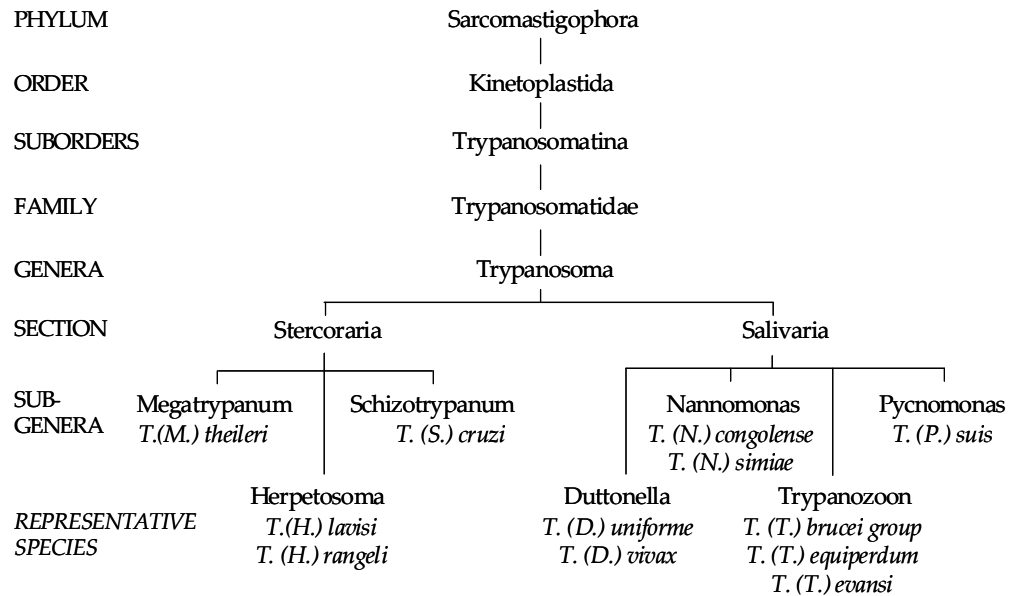 PHYLUM Sarcomastigophora
ORDER Kinetoplastida
SUBORDERS Trypanosomatina
FAMILY Trypanosomatidae
GENERA Trypanosoma
SECTION Stercoraria Salivaria
SUB-
GENERA
Megatrypanum Schizotrypanum Nannomonas Pycnomonas
T.(M.) theileri T. (S.) cruzi T. (N.) congolense T. (P.) suis
T. (N.) simiae
Herpetosoma Duttonella Trypanozoon
REPRESENTATIVE
SPECIES
T.(H.) lavisi T. (D.) uniforme T. (T.) brucei group
T. (H.) rangeli T. (D.) vivax T. (T.) equiperdum
T. (T.) evansi